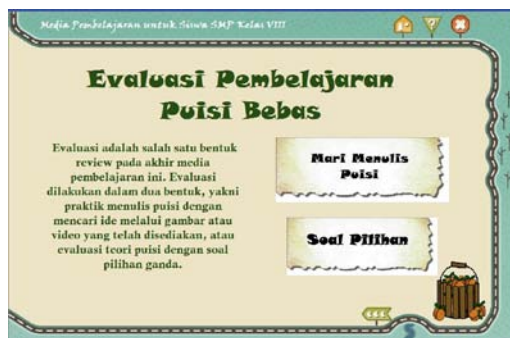 Media Pembelajaran untuk Siswa SMP Kelas VIII
Evaluasi Pembelajaran
Puisi Bebas
Evaluasi adalah salah satu bentuk
review pada akhir media
pembelajaran ini. Evaluasi
dilakukan dalam dua bentuk, yakni
praktik menulis puisi dengan
mencari ide melalui gambar atau
video yang telah disediakan, atau
evaluasi teori puisi dengan soal
pilihan ganda.
Mari Menulis
Puisi
Soal Pilihan